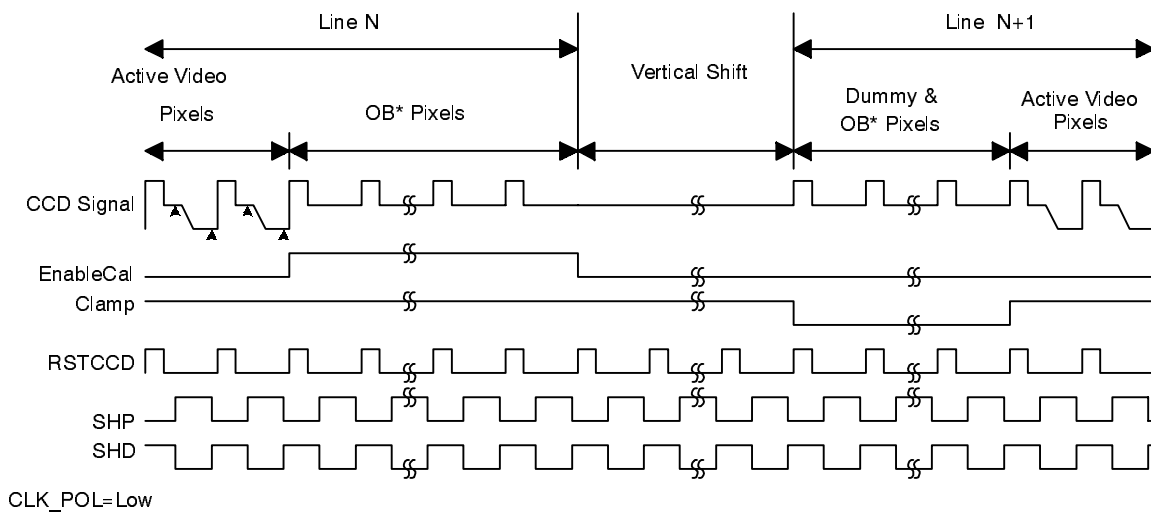 Line N
Line N+1
Active Video
Pixels
OB* Pixels
Vertical Shift
Dummy &
OB* Pixels
Active Video
Pixels
CCD Signal
EnableCal
Clamp
RSTCCD
SHP
SHD
CLK_POL=Low